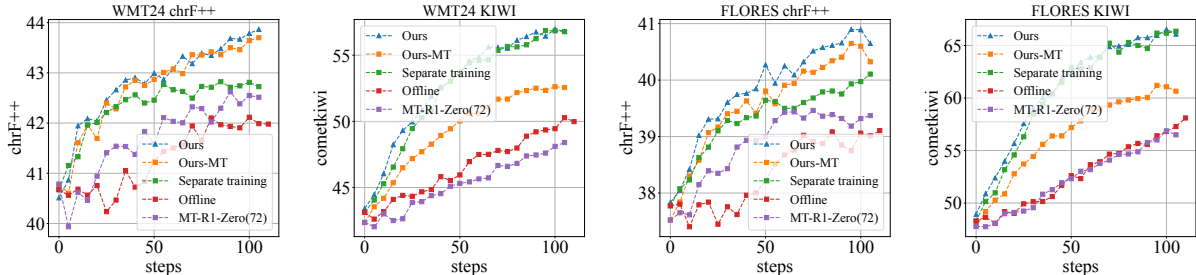 WMT24 chrF++
44
43
42
41
40
chrF++
0
50
100
steps
Ours
Ours-MT
Separate training
Offline
MT-R1-Zero(72)
WMT24 KIWI
55
50
45
cometkiwi
0
50
100
steps
Ours
Ours-MT
Separate training
Offline
MT-R1-Zero(72)
FLORES chrF++
41
40
39
38
chrF++
0
50
100
steps
Ours
Ours-MT
Separate training
Offline
MT-R1-Zero(72)
FLORES KIWI
65
60
55
50
cometkiwi
0
50
100
steps
Ours
Ours-MT
Separate training
Offline
MT-R1-Zero(72)